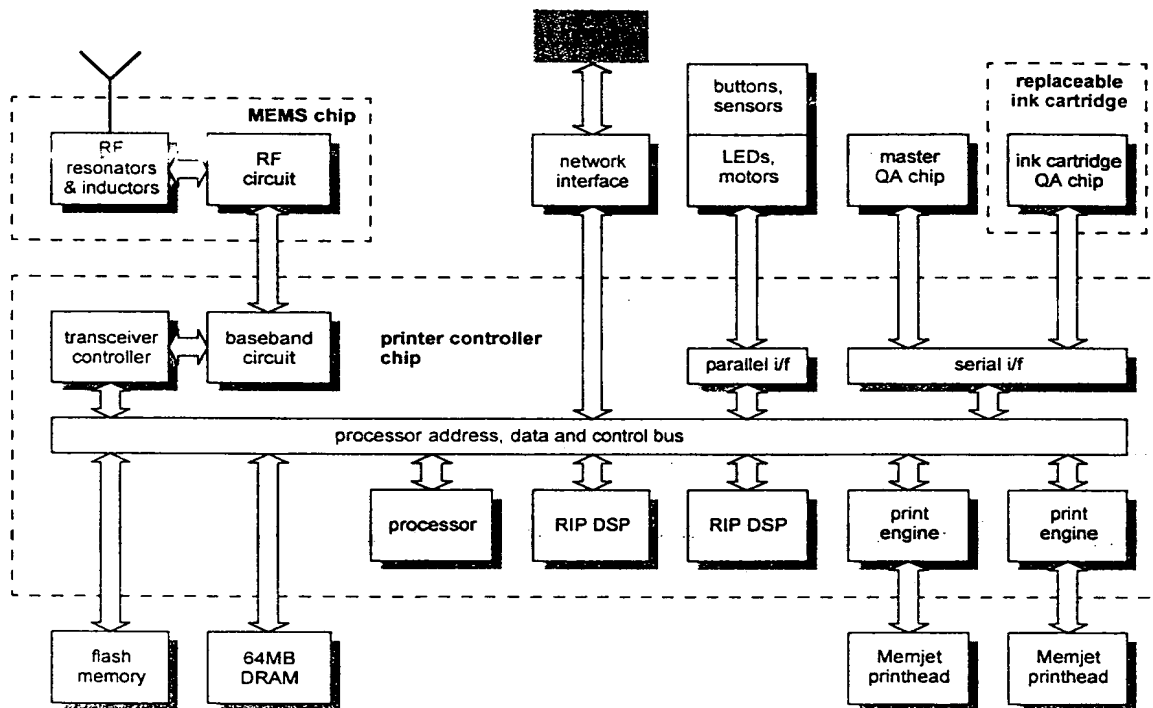 MEMS chip
RF
resonators
& inductors
RF
circuit
network
interface
buttons,
sensors
LEDs,
motors
master
QA chip
replaceable
ink cartridge
ink cartridge
QA chip
transceiver
controller
baseband
circuit
printer controller
chip
parallel i/f
serial i/f
processor address, data and control bus
processor
RIP DSP
RIP DSP
print
engine
print
engine
flash
memory
64MB
DRAM
Memjet
printhead
Memjet
printhead